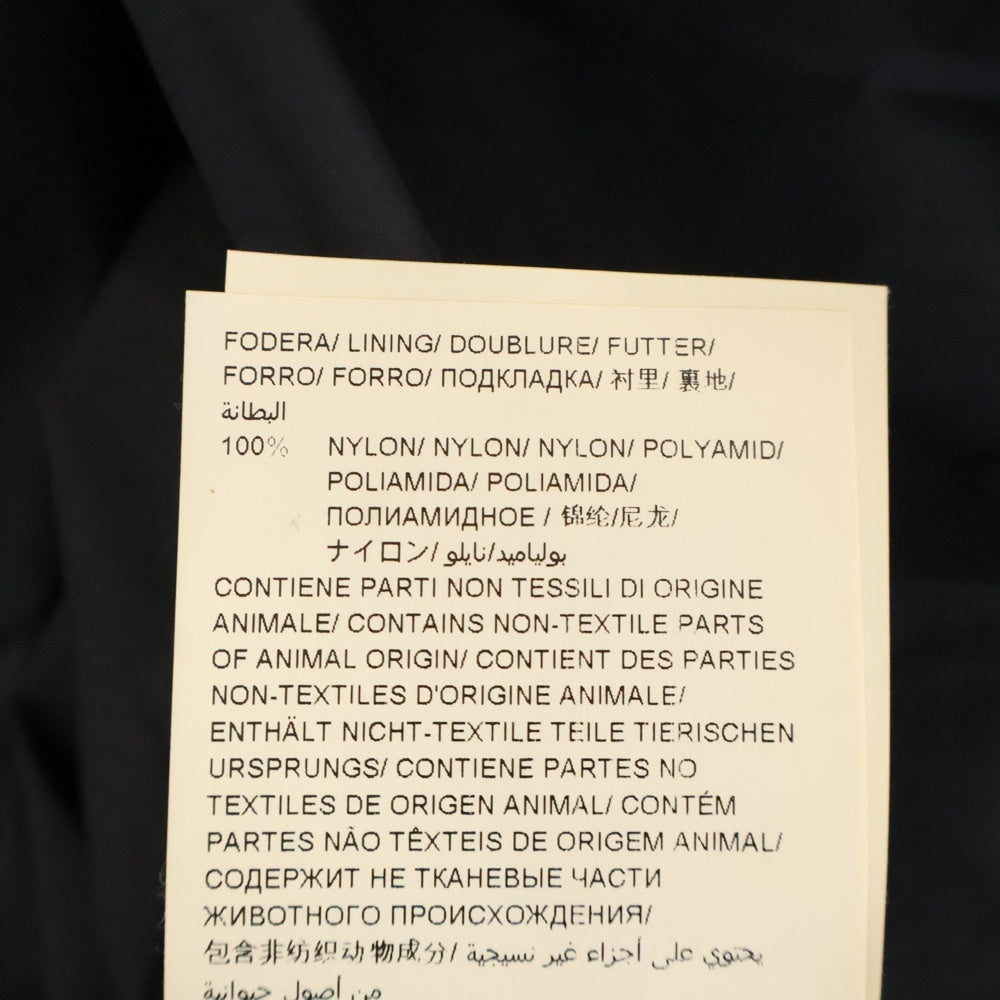 FODERA/ LINING/ DOUBLURE/ FUTTER/
FORRO/ FORRO/ ПОДКЛАДКА/ 衬里/ 裏地/
البطانة
100% NYLON/ NYLON/ NYLON/ POLYAMID/
POLIAMIDA/ POLIAMIDA/
ПОЛИАМИДНОЕ / 锦纶/尼龙/
ナイロン/ بولياميد/نايلو
CONTIENE PARTI NON TESSILI DI ORIGINE
ANIMALE/ CONTAINS NON-TEXTILE PARTS
OF ANIMAL ORIGIN/ CONTIENT DES PARTIES
NON-TEXTILES D'ORIGINE ANIMALE/
ENTHÄLT NICHT-TEXTILE TEILE TIERISCHEN
URSPRUNGS/ CONTIENE PARTES NO
TEXTILES DE ORIGEN ANIMAL/ CONTÉM
PARTES NÃO TÊXTEIS DE ORIGEM ANIMAL/
СОДЕРЖИТ НЕ ТКАНЕВЫЕ ЧАСТИ
ЖИВОТНОГО ПРОИСХОЖДЕНИЯ/
包含非纺织动物成分/ يحتوي على أجزاء غير نسيجية
من أصول حيوانية